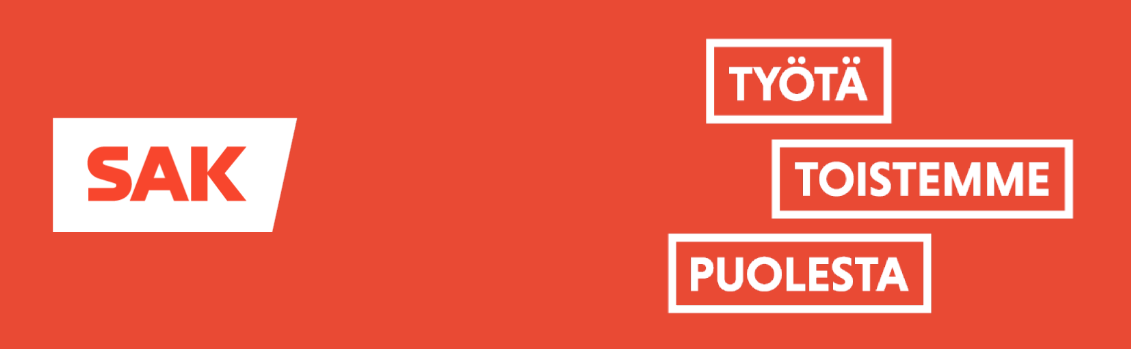 SAK
TYÖTÄ
TOISTEMME
PUOLESTA